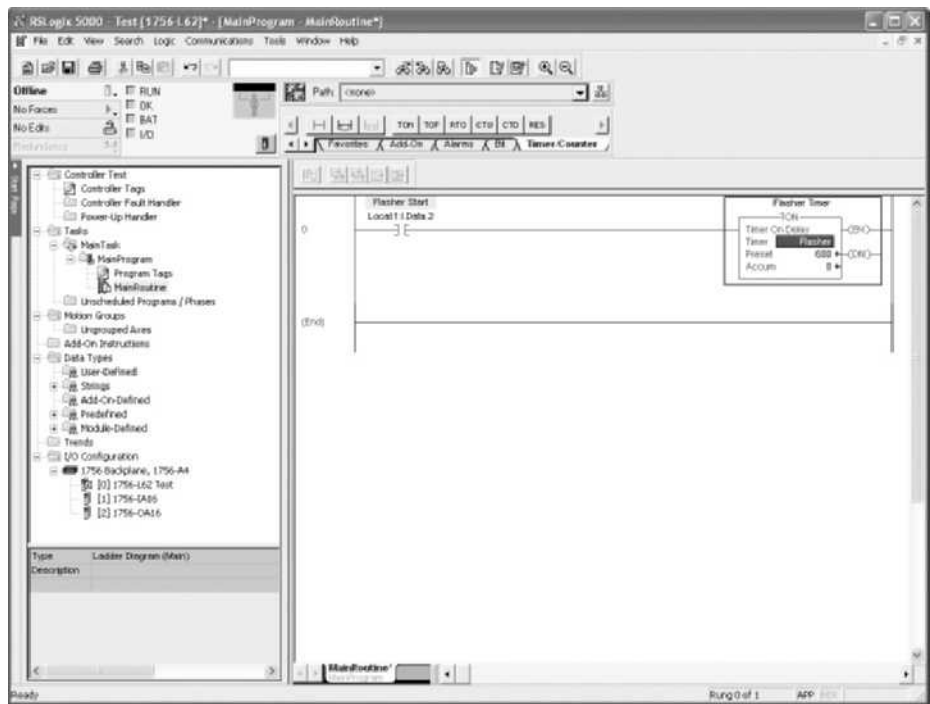 RSLogix 5000 - Test [1756-L62]* - [MainProgram - MainRoutine*]
File Edit View Search Logic Communications Tools Window Help
Offline
RUN
No Forces
OK
No Edits
BAT
I/O
Redundancy
Path: <none>
TON TOF RTO CTU CTD RES
Favorites Add-On Alarms Bit Timer/Counter
Start Page
Controller Test
Controller Tags
Controller Fault Handler
Power-Up Handler
Tasks
MainTask
MainProgram
Program Tags
MainRoutine
Unscheduled Programs / Phases
Motion Groups
Ungrouped Axes
Add-On Instructions
Data Types
User-Defined
Strings
Add-On-Defined
Predefined
Module-Defined
Trends
I/O Configuration
1756 Backplane, 1756-A4
[0] 1756-L62 Test
[1] 1756-IA16
[2] 1756-OA16
Type Ladder Diagram (Main)
Description
0
Flasher Start
Local:1:I.Data.2
Flasher Timer
TON
Timer On Delay
Timer Flasher
Preset
Accum 0
(EN)
(DN)
(End)
MainRoutine*
MainProgram
Ready
Rung 0 of 1
APP